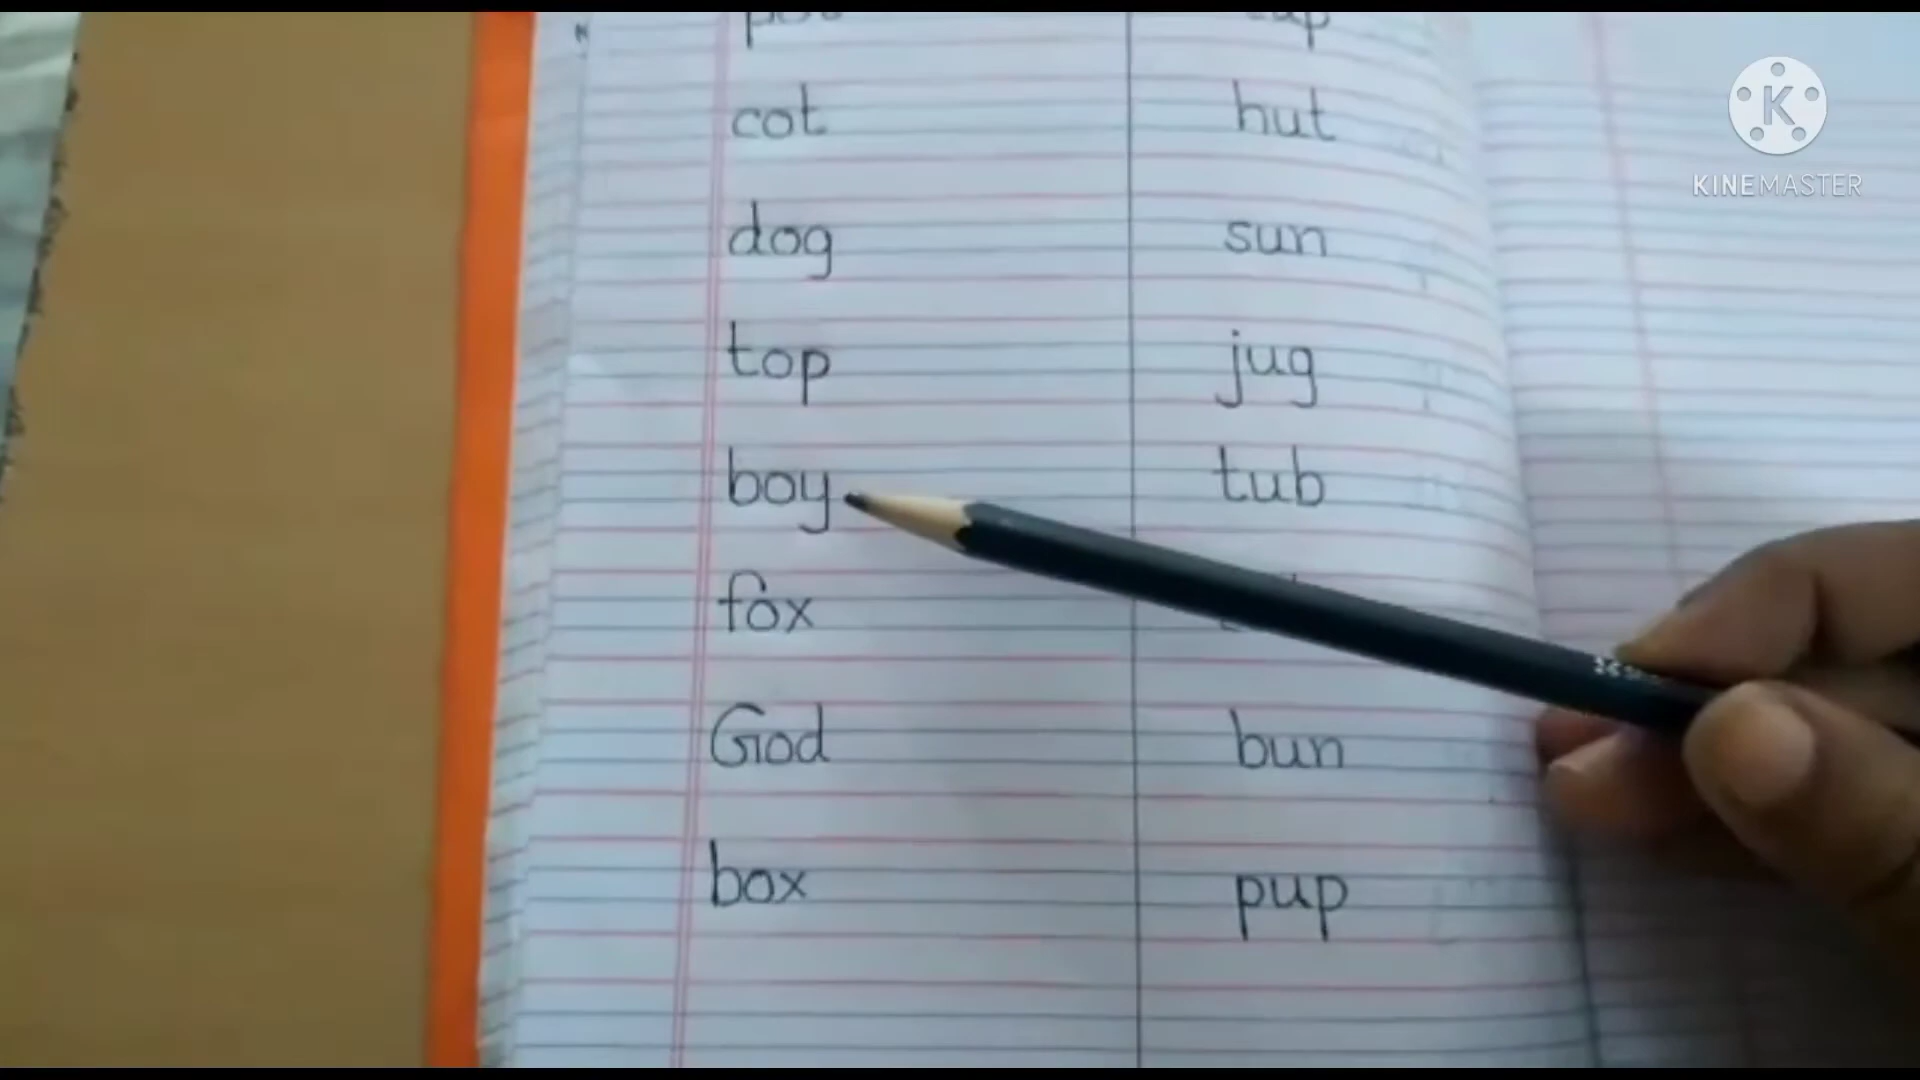 cot hut
dog sun
top jug
boy tub
fox
God bun
box pup
KINEMASTER